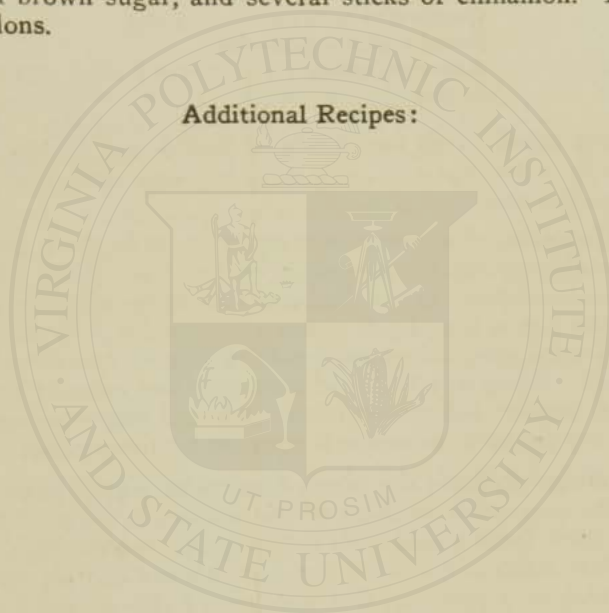 brown sugar, and several sticks of cinnamon.
lons.
Additional Recipes:
VIRGINIA POLYTECHNIC INSTITUTE
AND STATE UNIVERSITY
UT PROSIM